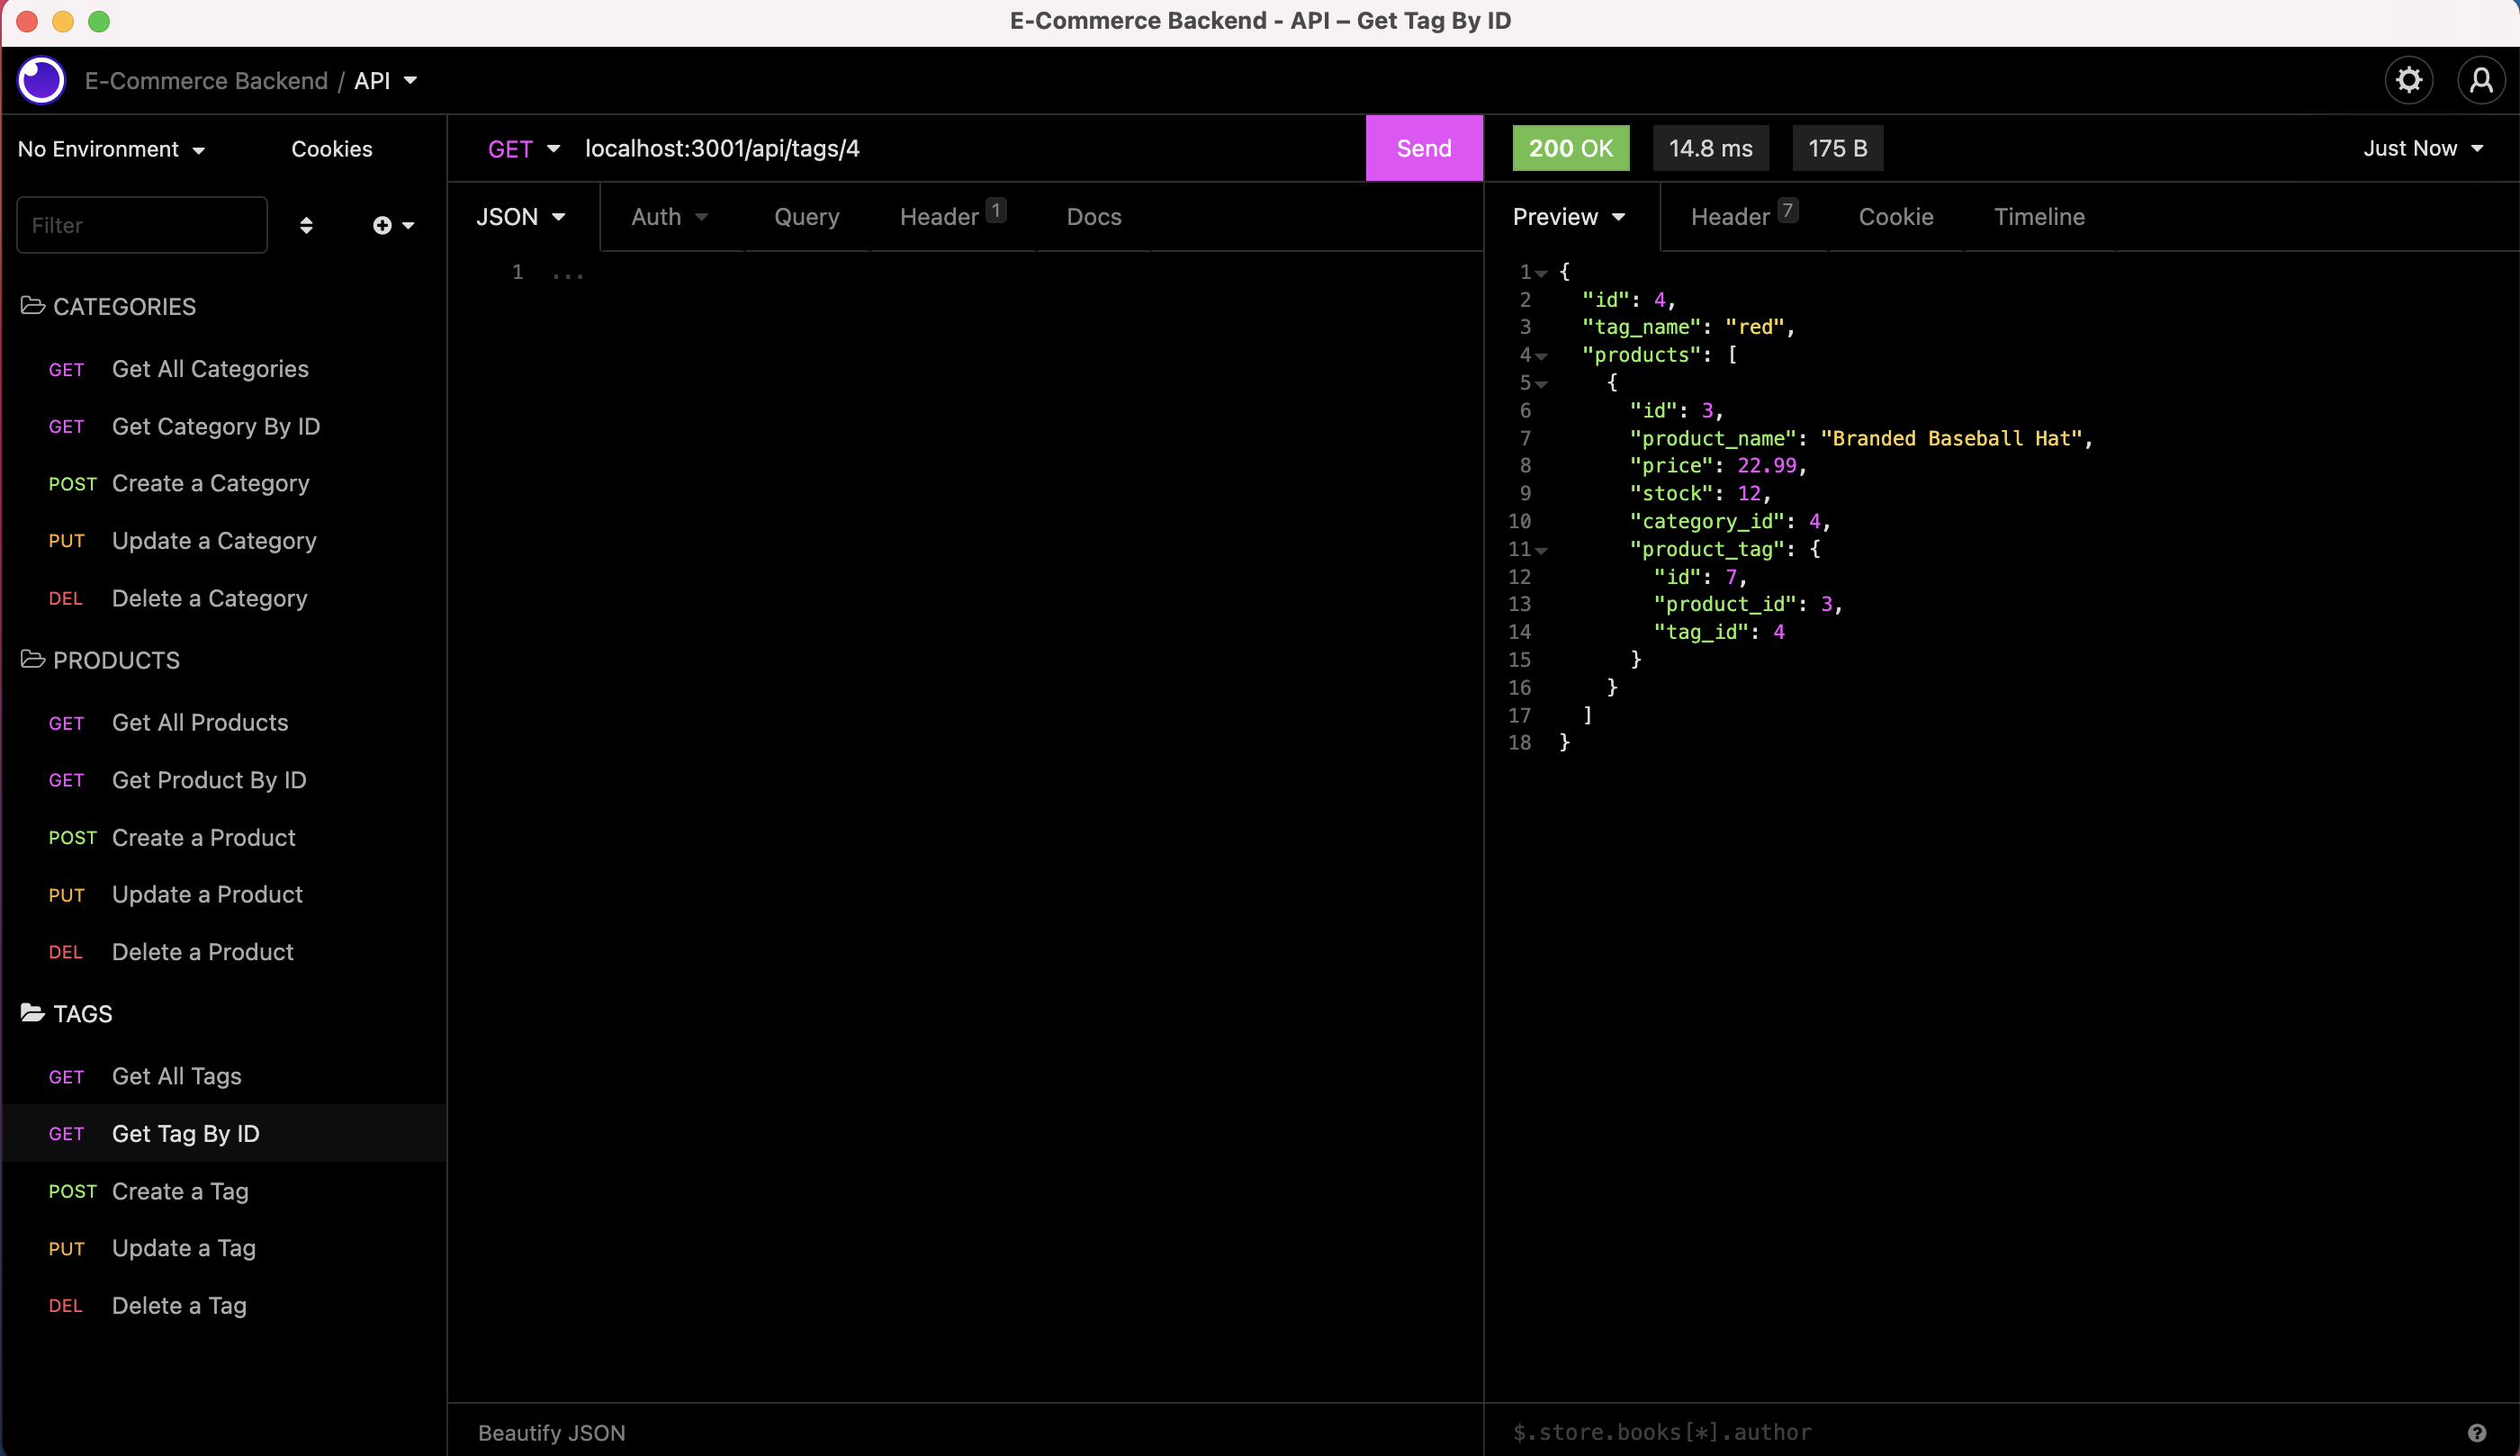 E-Commerce Backend - API – Get Tag By ID
E-Commerce Backend / API
No Environment
Cookies
Filter
CATEGORIES
GET Get All Categories
GET Get Category By ID
POST Create a Category
PUT Update a Category
DEL Delete a Category
PRODUCTS
GET Get All Products
GET Get Product By ID
POST Create a Product
PUT Update a Product
DEL Delete a Product
TAGS
GET Get All Tags
GET Get Tag By ID
POST Create a Tag
PUT Update a Tag
DEL Delete a Tag
GET localhost:3001/api/tags/4 Send
JSON Auth Query Header 1 Docs
1 ...
Beautify JSON
200 OK 14.8 ms 175 B Just Now
Preview Header 7 Cookie Timeline
1 {
2 "id": 4,
3 "tag_name": "red",
4 "products": [
5 {
6 "id": 3,
7 "product_name": "Branded Baseball Hat",
8 "price": 22.99,
9 "stock": 12,
10 "category_id": 4,
11 "product_tag": {
12 "id": 7,
13 "product_id": 3,
14 "tag_id": 4
15 }
16 }
17 ]
18 }
$.store.books[*].author
?